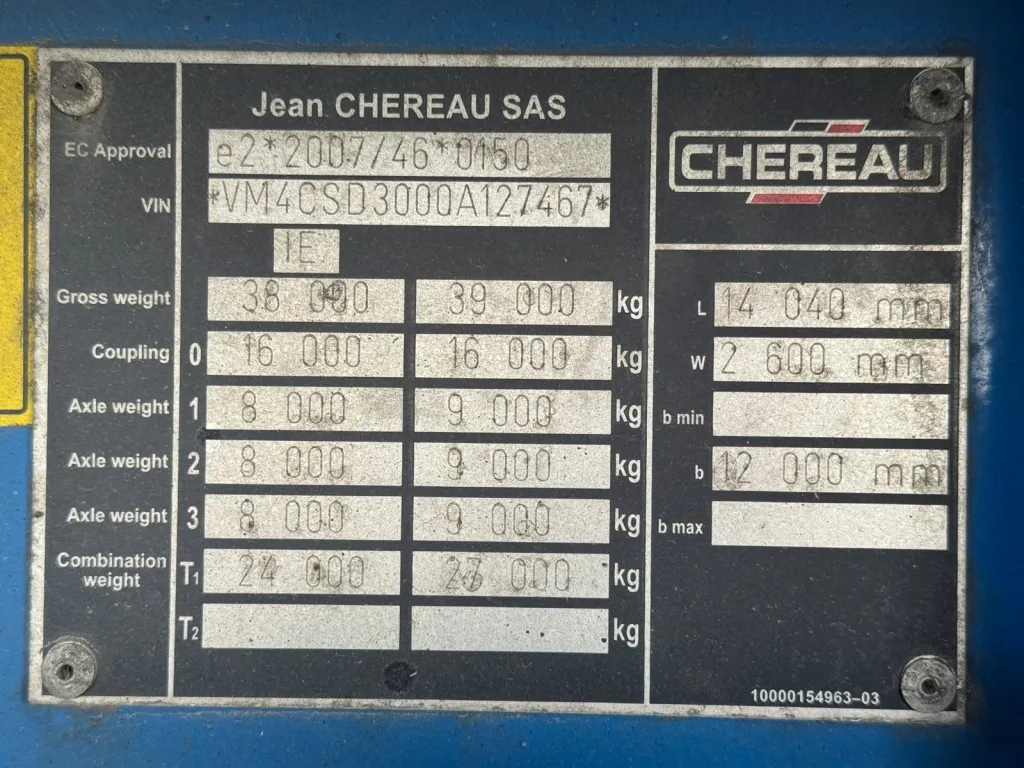 Jean CHEREAU SAS
EC Approval e2*2007/46*0150
VIN *VM4CSD3000A127467*
IE
Gross weight 38 000 39 000 kg
Coupling 0 16 000 16 000 kg
Axle weight 1 8 000 9 000 kg
Axle weight 2 8 000 9 000 kg
Axle weight 3 8 000 9 000 kg
Combination weight T1 24 000 27 000 kg
T2 kg
CHEREAU
L 14 040 mm
W 2 600 mm
b min
b 12 000 mm
b max
10000154963-03